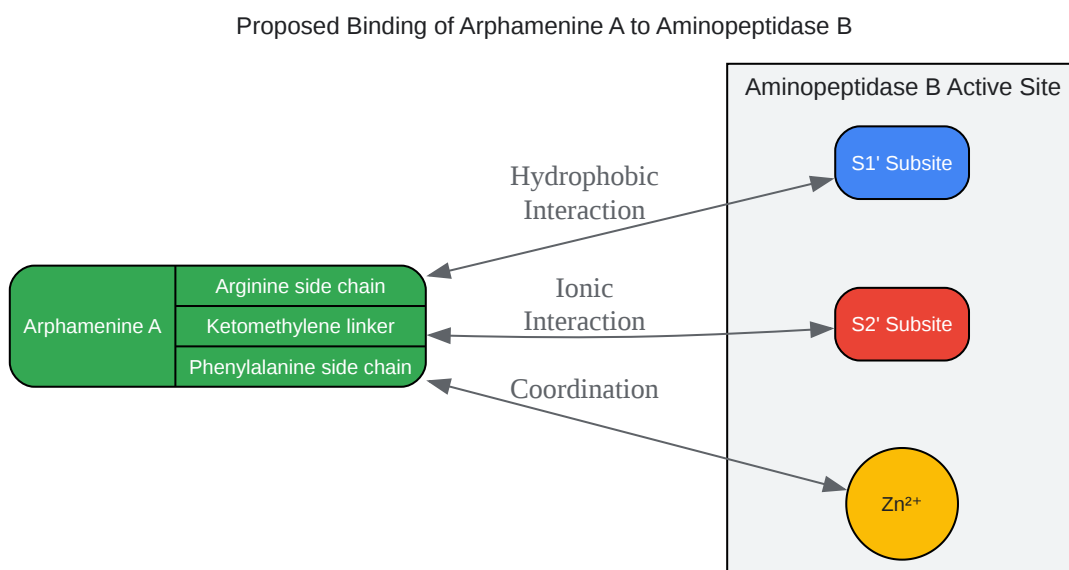 Proposed Binding of Arphamenine A to Aminopeptidase B
Aminopeptidase B Active Site
S1' Subsite
Hydrophobic
Interaction
Arphamenine A
Arginine side chain
Ketomethylene linker
Phenylalanine side chain
Ionic
Interaction
S2' Subsite
Coordination
Zn²⁺